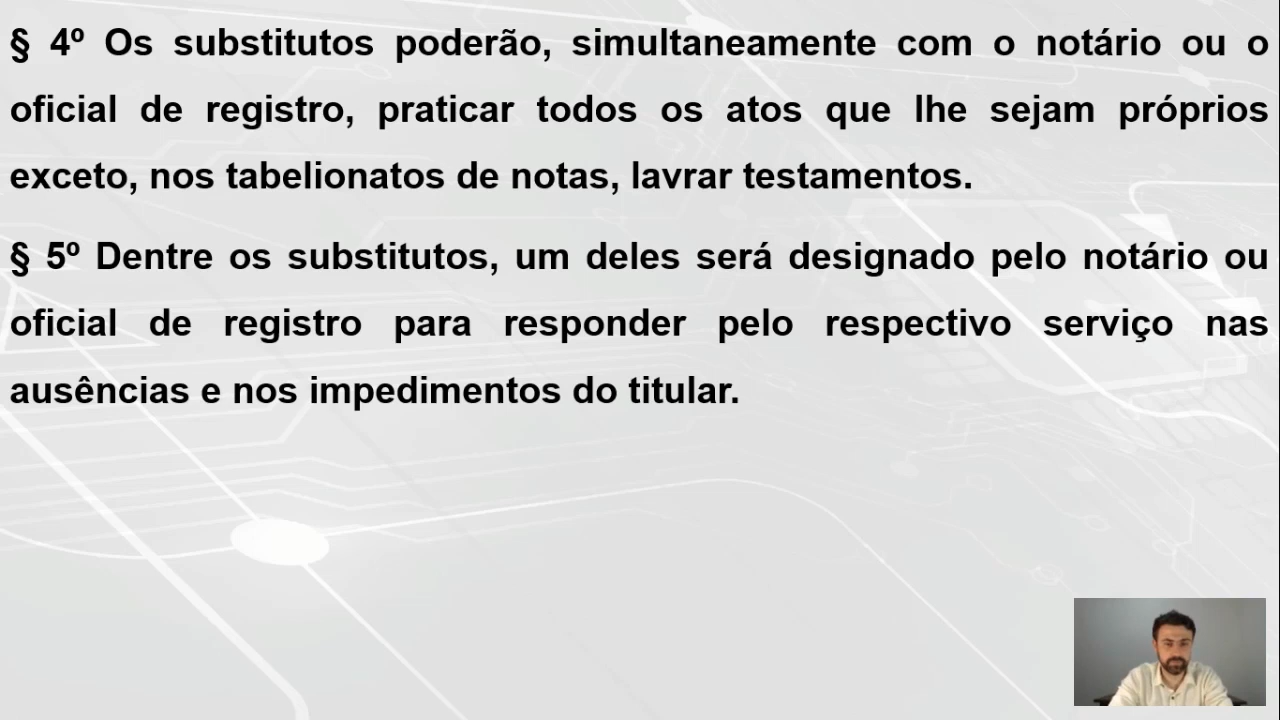 § 4º Os substitutos poderão, simultaneamente com o notário ou o
oficial de registro, praticar todos os atos que lhe sejam próprios
exceto, nos tabelionatos de notas, lavrar testamentos.
§ 5º Dentre os substitutos, um deles será designado pelo notário ou
oficial de registro para responder pelo respectivo serviço nas
ausências e nos impedimentos do titular.